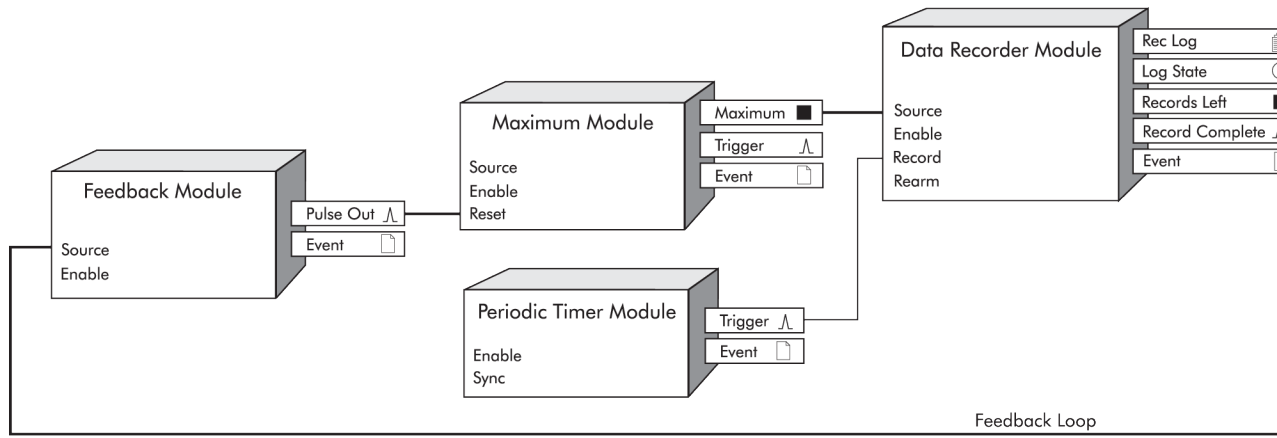 Feedback Module
Source
Enable
Pulse Out
Event
Maximum Module
Source
Enable
Reset
Maximum
Trigger
Event
Periodic Timer Module
Enable
Sync
Trigger
Event
Data Recorder Module
Source
Enable
Record
Rearm
Rec Log
Log State
Records Left
Record Complete
Event
Feedback Loop